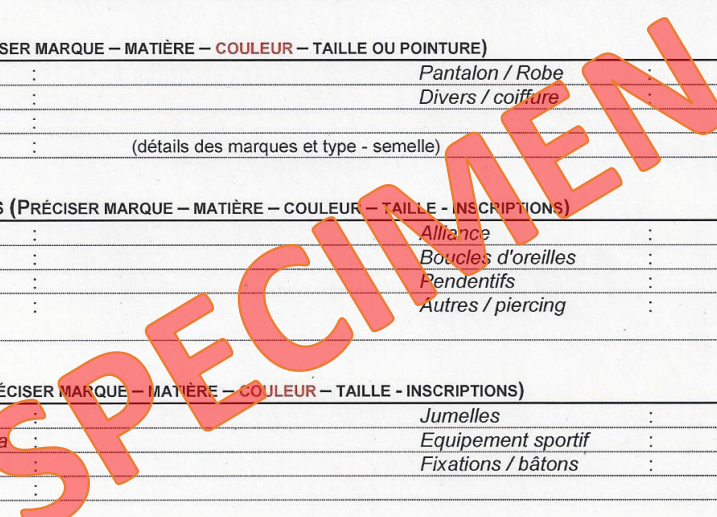 SER MARQUE – MATIÈRE – COULEUR – TAILLE OU POINTURE)
: Pantalon / Robe :
: Divers / coiffure :
:
: (détails des marques et type - semelle)
S (PRÉCISER MARQUE – MATIÈRE – COULEUR – TAILLE - INSCRIPTIONS)
: Alliance :
: Boucles d'oreilles :
: Pendentifs :
: Autres / piercing :
ÉCISER MARQUE – MATIÈRE – COULEUR – TAILLE - INSCRIPTIONS)
: Jumelles :
a : Equipement sportif :
: Fixations / bâtons :
:
SPECIMEN